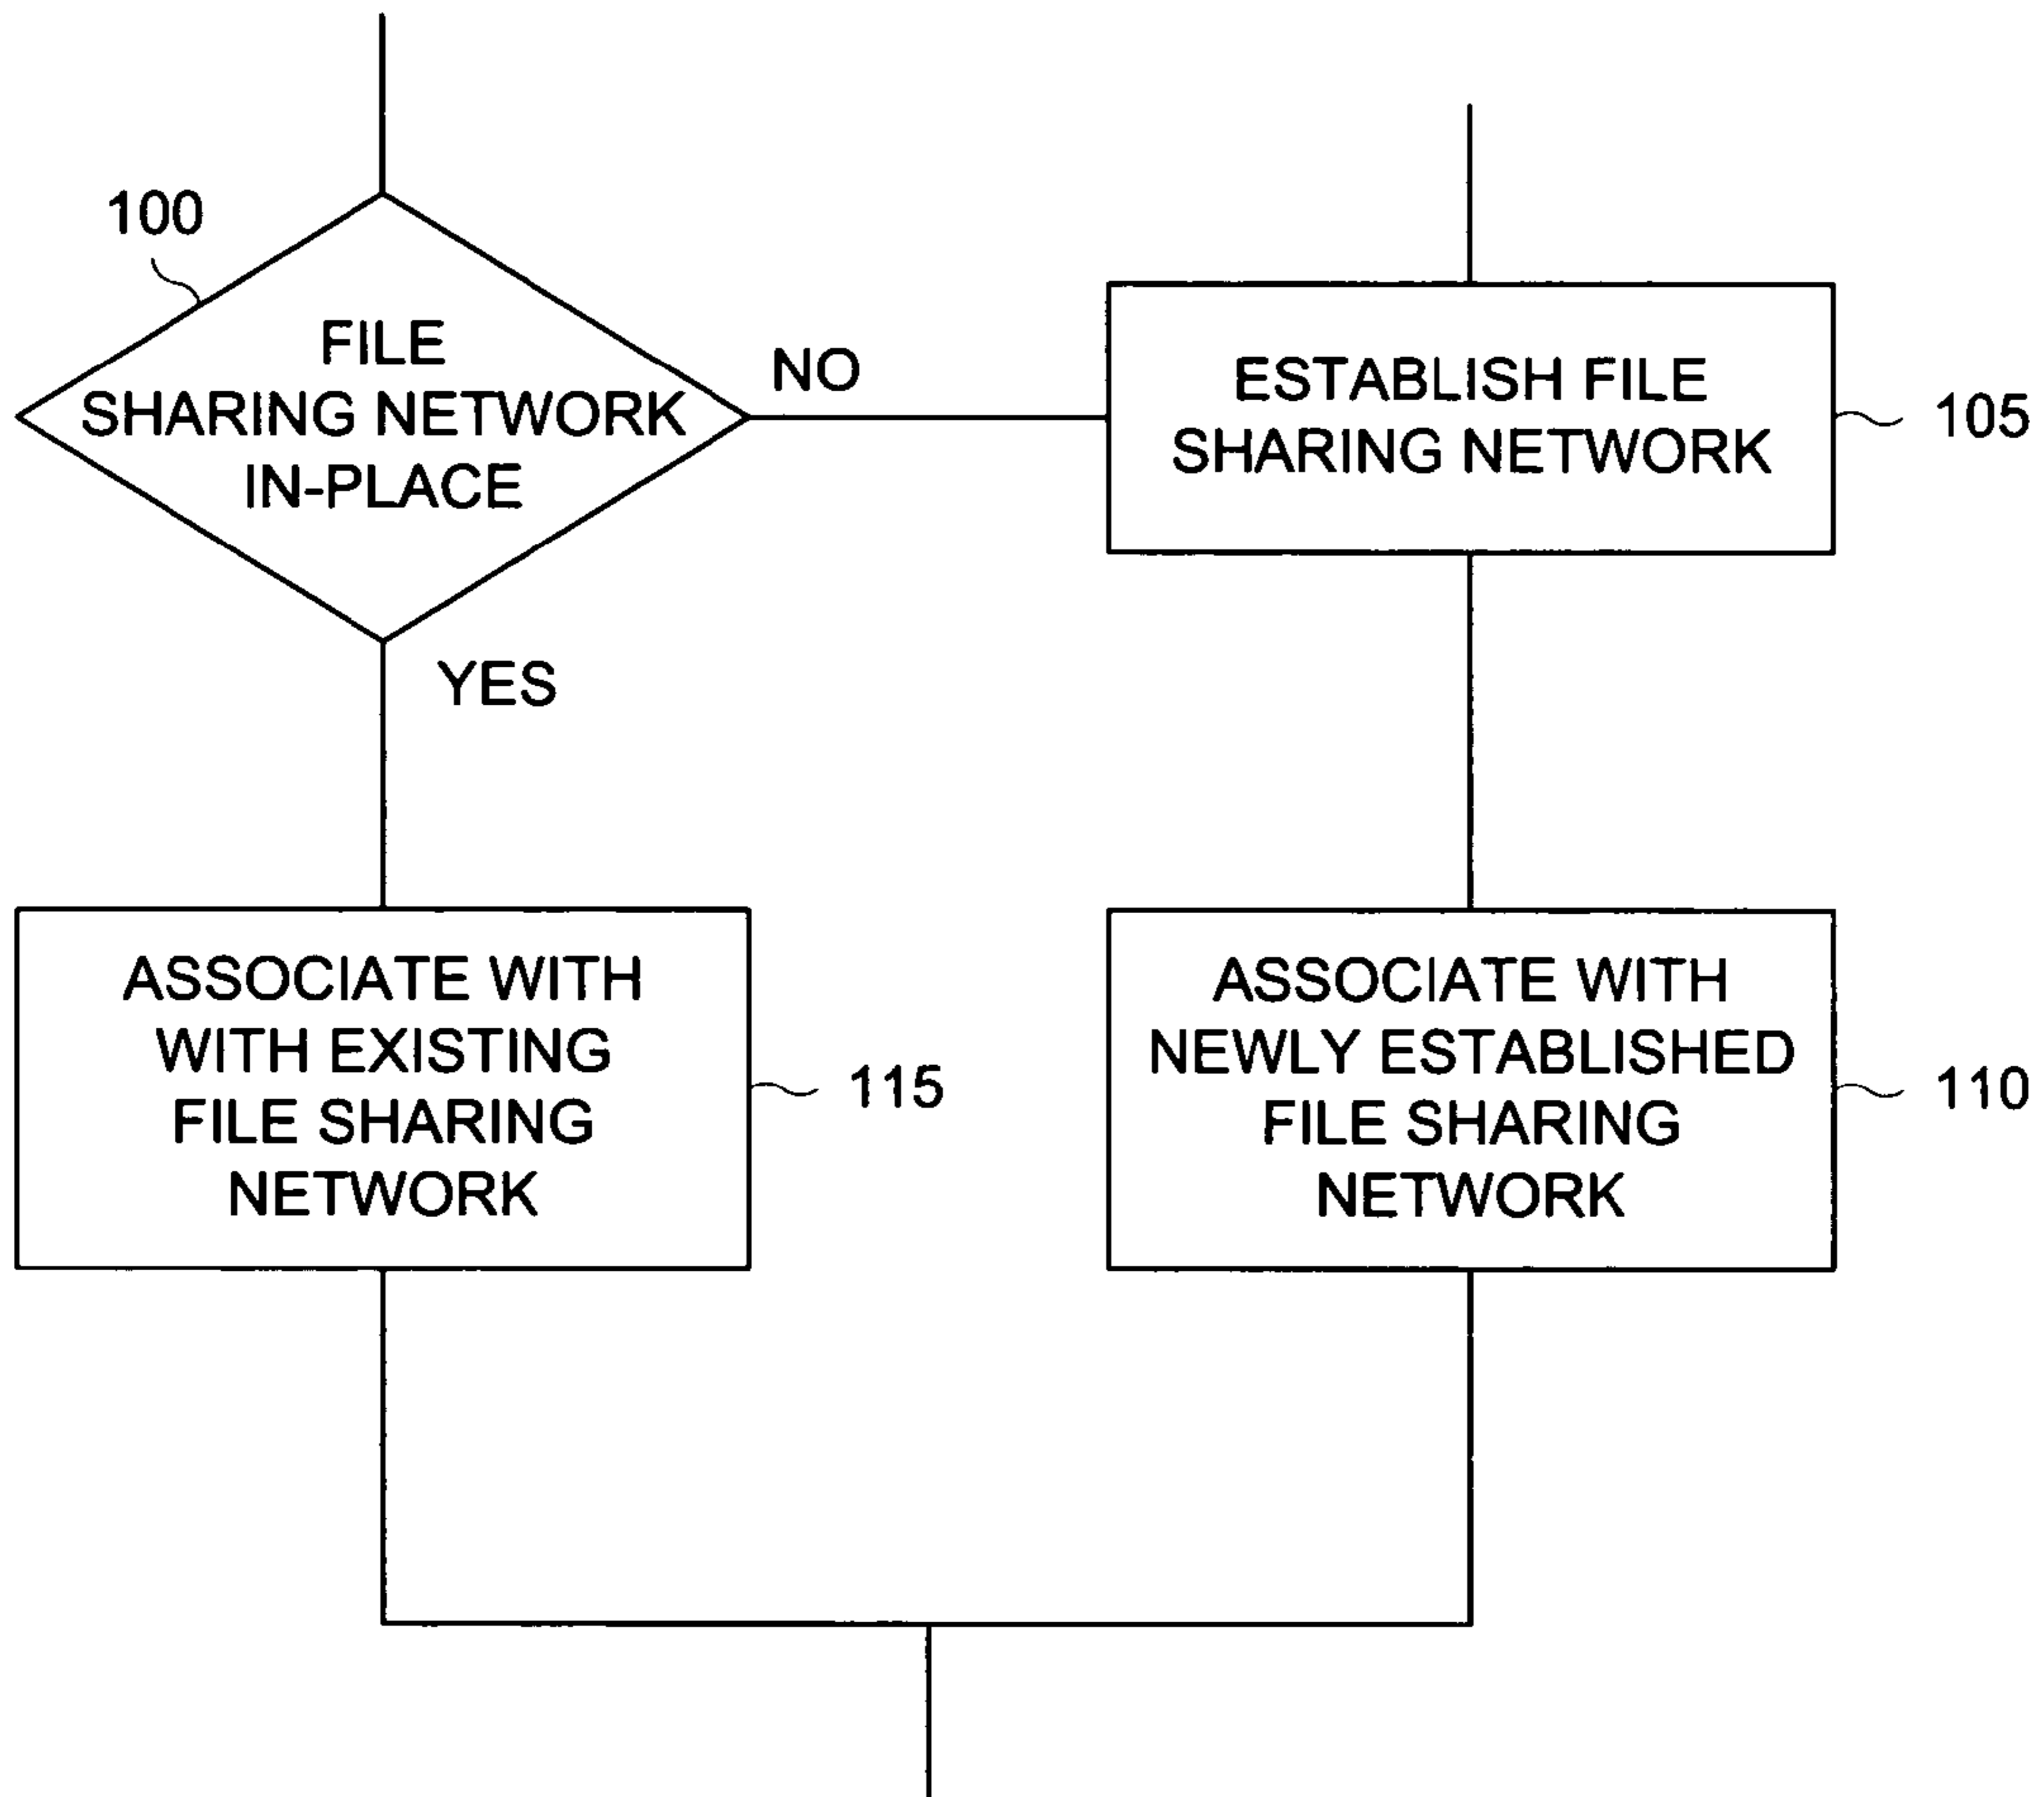 100
FILE
SHARING NETWORK
IN-PLACE
NO
ESTABLISH FILE
SHARING NETWORK
105
YES
ASSOCIATE WITH
WITH EXISTING
FILE SHARING
NETWORK
115
ASSOCIATE WITH
NEWLY ESTABLISHED
FILE SHARING
NETWORK
110